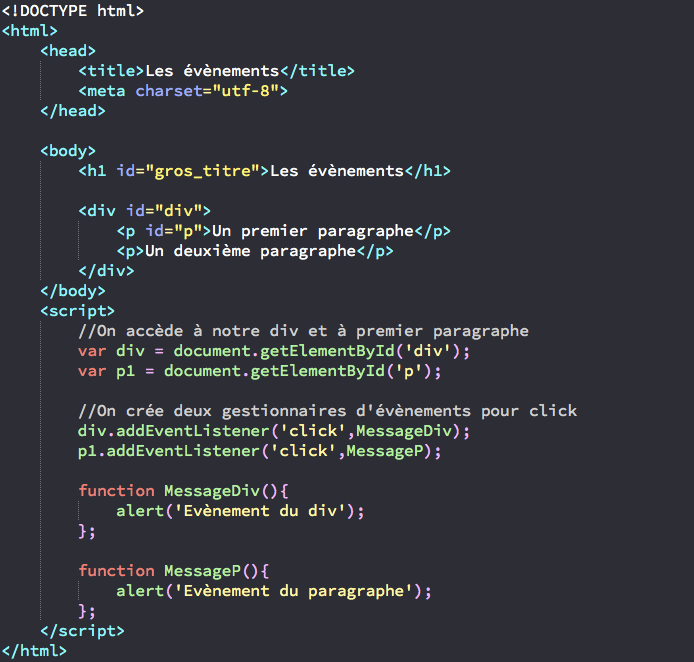 <!DOCTYPE html>
<html>
    <head>
        <title>Les évènements</title>
        <meta charset="utf-8">
    </head>

    <body>
        <h1 id="gros_titre">Les évènements</h1>

        <div id="div">
            <p id="p">Un premier paragraphe</p>
            <p>Un deuxième paragraphe</p>
        </div>
    </body>
    <script>
        //On accède à notre div et à premier paragraphe
        var div = document.getElementById('div');
        var p1 = document.getElementById('p');

        //On crée deux gestionnaires d'évènements pour click
        div.addEventListener('click',MessageDiv);
        p1.addEventListener('click',MessageP);

        function MessageDiv(){
            alert('Evènement du div');
        };

        function MessageP(){
            alert('Evènement du paragraphe');
        };
    </script>
</html>